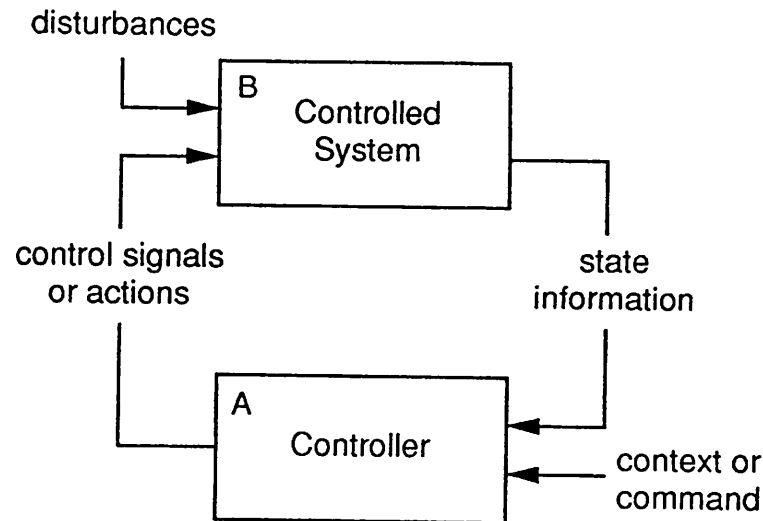 disturbances
B
Controlled
System
control signals
or actions
state
information
A
Controller
context or
command